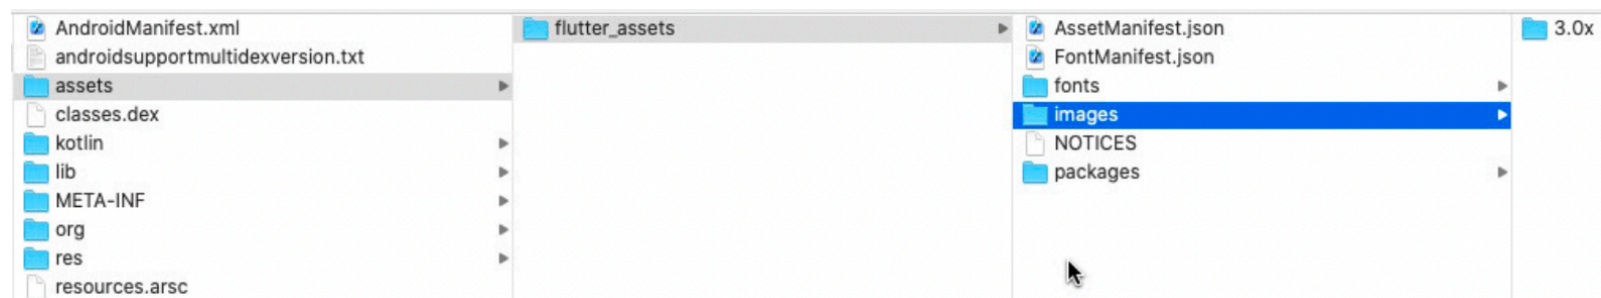 AndroidManifest.xml
androidsupportmultidexversion.txt
assets
classes.dex
kotlin
lib
META-INF
org
res
resources.arsc
flutter_assets
AssetManifest.json
FontManifest.json
fonts
images
NOTICES
packages
3.0x